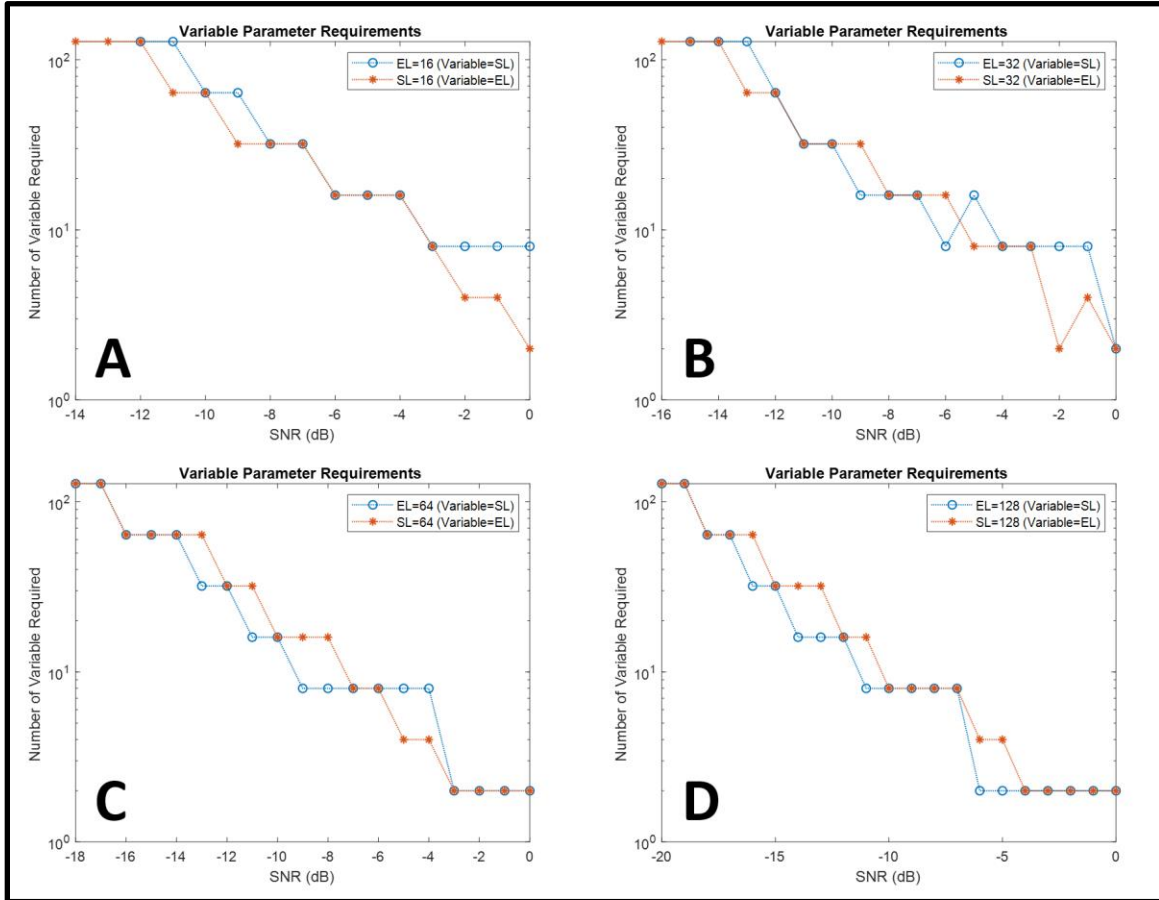 Variable Parameter Requirements
EL=16 (Variable=SL)
SL=16 (Variable=EL)
Number of Variable Required
10^2
10^1
10^0
A
-14 -12 -10 -8 -6 -4 -2 0
SNR (dB)
Variable Parameter Requirements
EL=32 (Variable=SL)
SL=32 (Variable=EL)
Number of Variable Required
10^2
10^1
10^0
B
-16 -14 -12 -10 -8 -6 -4 -2 0
SNR (dB)
Variable Parameter Requirements
EL=64 (Variable=SL)
SL=64 (Variable=EL)
Number of Variable Required
10^2
10^1
10^0
C
-18 -16 -14 -12 -10 -8 -6 -4 -2 0
SNR (dB)
Variable Parameter Requirements
EL=128 (Variable=SL)
SL=128 (Variable=EL)
Number of Variable Required
10^2
10^1
10^0
D
-20 -15 -10 -5 0
SNR (dB)